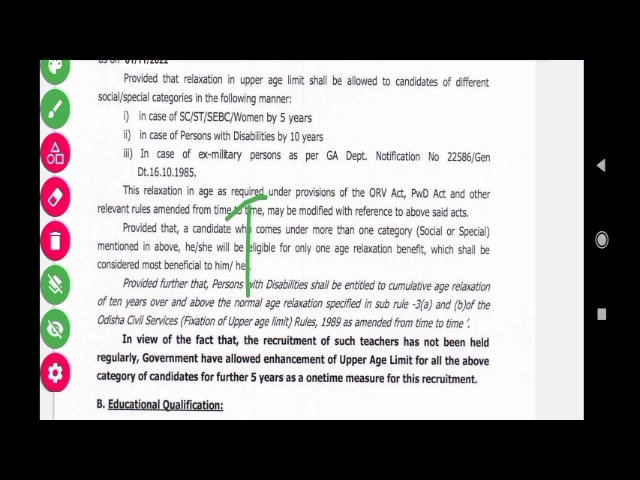 as on 01/11/2022
Provided that relaxation in upper age limit shall be allowed to candidates of different
social/special categories in the following manner:
i) in case of SC/ST/SEBC/Women by 5 years
ii) in case of Persons with Disabilities by 10 years
iii) In case of ex-military persons as per GA Dept. Notification No 22586/Gen
Dt.16.10.1985.
This relaxation in age as required under provisions of the ORV Act, PwD Act and other
relevant rules amended from time to time, may be modified with reference to above said acts.
Provided that, a candidate who comes under more than one category (Social or Special)
mentioned in above, he/she will be eligible for only one age relaxation benefit, which shall be
considered most beneficial to him/ her.
Provided further that, Persons with Disabilities shall be entitled to cumulative age relaxation
of ten years over and above the normal age relaxation specified in sub rule -3(a) and (b)of the
Odisha Civil Services (Fixation of Upper age limit) Rules, 1989 as amended from time to time '.
In view of the fact that, the recruitment of such teachers has not been held
regularly, Government have allowed enhancement of Upper Age Limit for all the above
category of candidates for further 5 years as a onetime measure for this recruitment.
B. Educational Qualification: